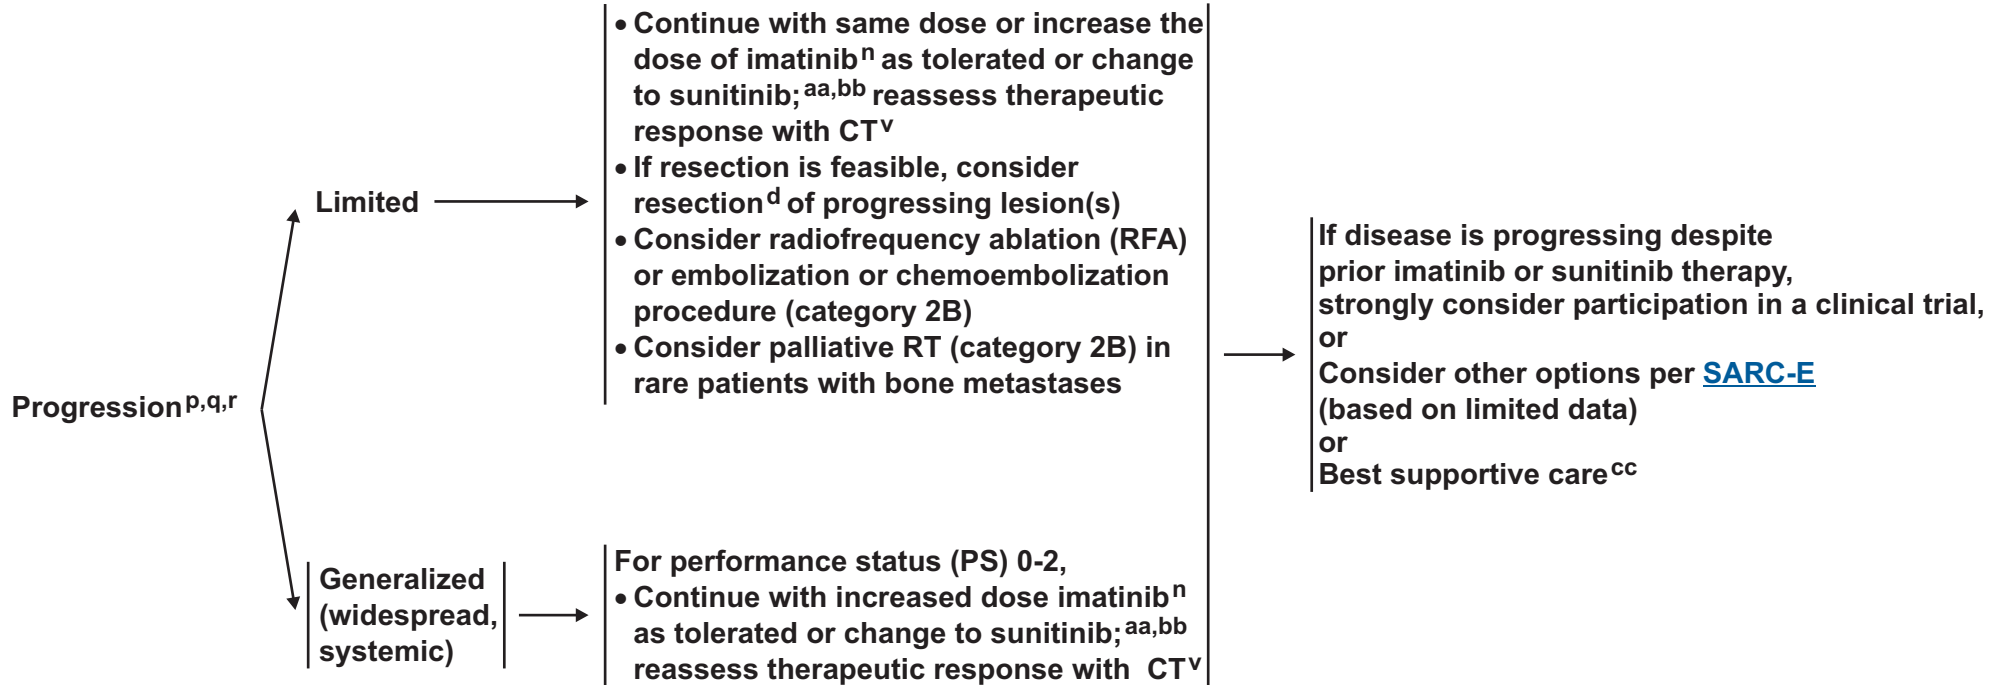 Progression p,q,r
Limited
• Continue with same dose or increase the
dose of imatinib n as tolerated or change
to sunitinib; aa,bb reassess therapeutic
response with CT v
• If resection is feasible, consider
resection d of progressing lesion(s)
• Consider radiofrequency ablation (RFA)
or embolization or chemoembolization
procedure (category 2B)
• Consider palliative RT (category 2B) in
rare patients with bone metastases
Generalized
(widespread,
systemic)
For performance status (PS) 0-2,
• Continue with increased dose imatinib n
as tolerated or change to sunitinib; aa,bb
reassess therapeutic response with CT v
If disease is progressing despite
prior imatinib or sunitinib therapy,
strongly consider participation in a clinical trial,
or
Consider other options per SARC-E
(based on limited data)
or
Best supportive care cc